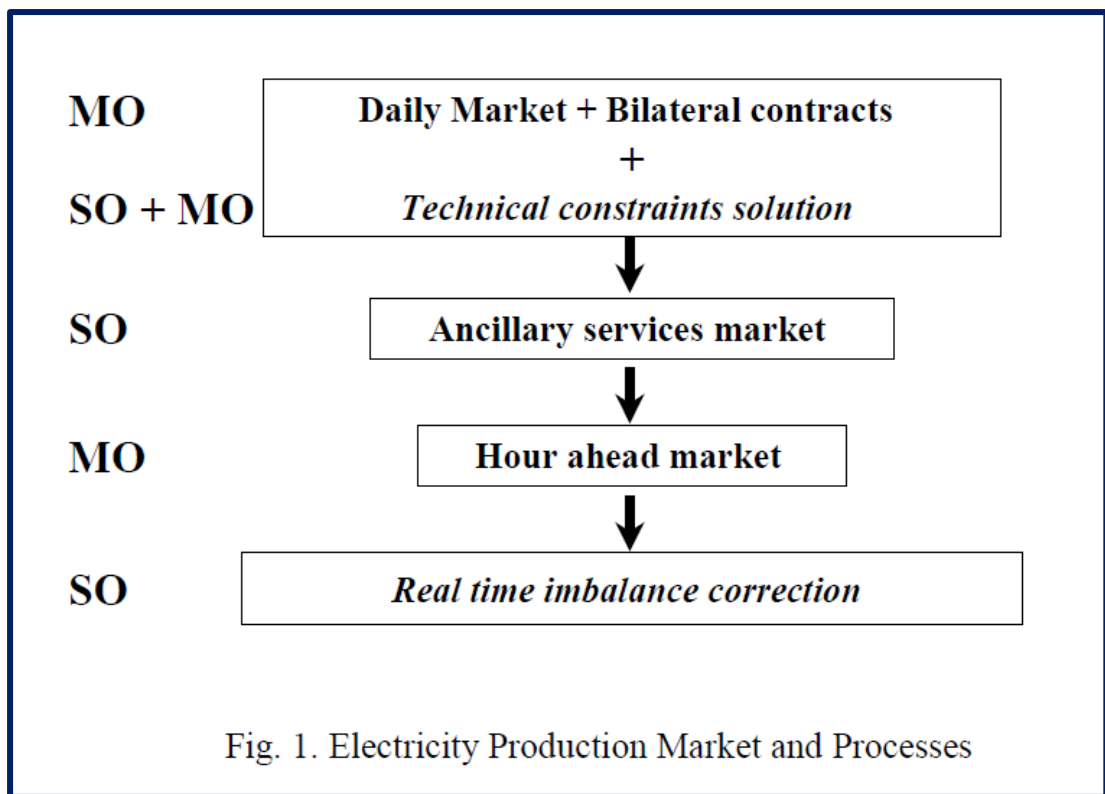 MO
Daily Market + Bilateral contracts
+
SO + MO
Technical constraints solution
SO
Ancillary services market
MO
Hour ahead market
SO
Real time imbalance correction
Fig. 1. Electricity Production Market and Processes